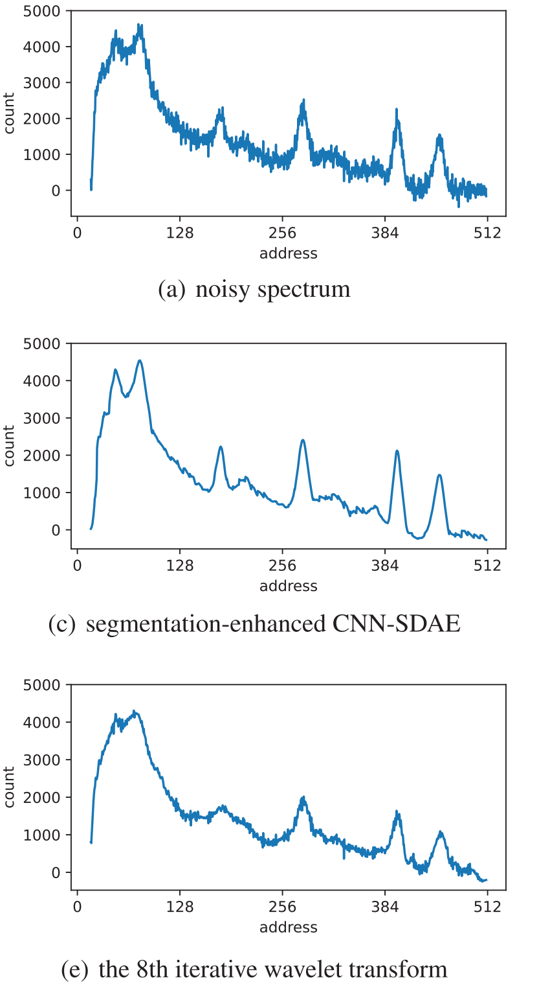 5000
4000
3000
2000
1000
0
count
0 128 256 384 512
address
(a) noisy spectrum
5000
4000
3000
2000
1000
0
count
0 128 256 384 512
address
(c) segmentation-enhanced CNN-SDAE
5000
4000
3000
2000
1000
0
count
0 128 256 384 512
address
(e) the 8th iterative wavelet transform